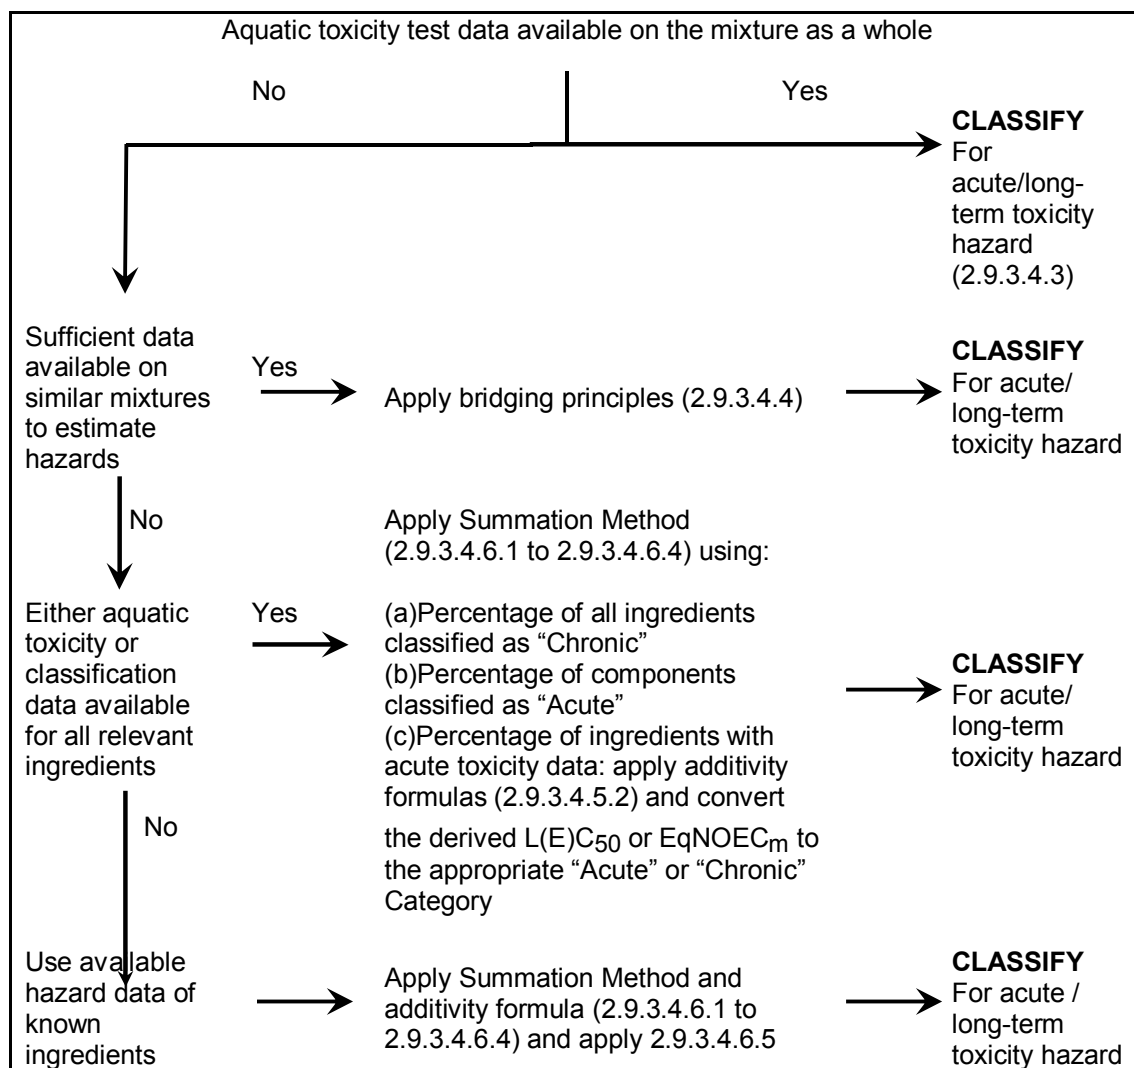 Aquatic toxicity test data available on the mixture as a whole
No
Yes
CLASSIFY
For
acute/long-
term toxicity
hazard
(2.9.3.4.3)
Sufficient data
available on
similar mixtures
to estimate
hazards
Yes
Apply bridging principles (2.9.3.4.4)
CLASSIFY
For acute/
long-term
toxicity hazard
No
Apply Summation Method
(2.9.3.4.6.1 to 2.9.3.4.6.4) using:
Either aquatic
toxicity or
classification
data available
for all relevant
ingredients
Yes
(a)Percentage of all ingredients
classified as “Chronic”
(b)Percentage of components
classified as “Acute”
(c)Percentage of ingredients with
acute toxicity data: apply additivity
formulas (2.9.3.4.5.2) and convert
the derived L(E)C50 or EqNOECm to
the appropriate “Acute” or “Chronic”
Category
CLASSIFY
For acute/
long-term
toxicity hazard
No
Use available
hazard data of
known
ingredients
Apply Summation Method and
additivity formula (2.9.3.4.6.1 to
2.9.3.4.6.4) and apply 2.9.3.4.6.5
CLASSIFY
For acute /
long-term
toxicity hazard